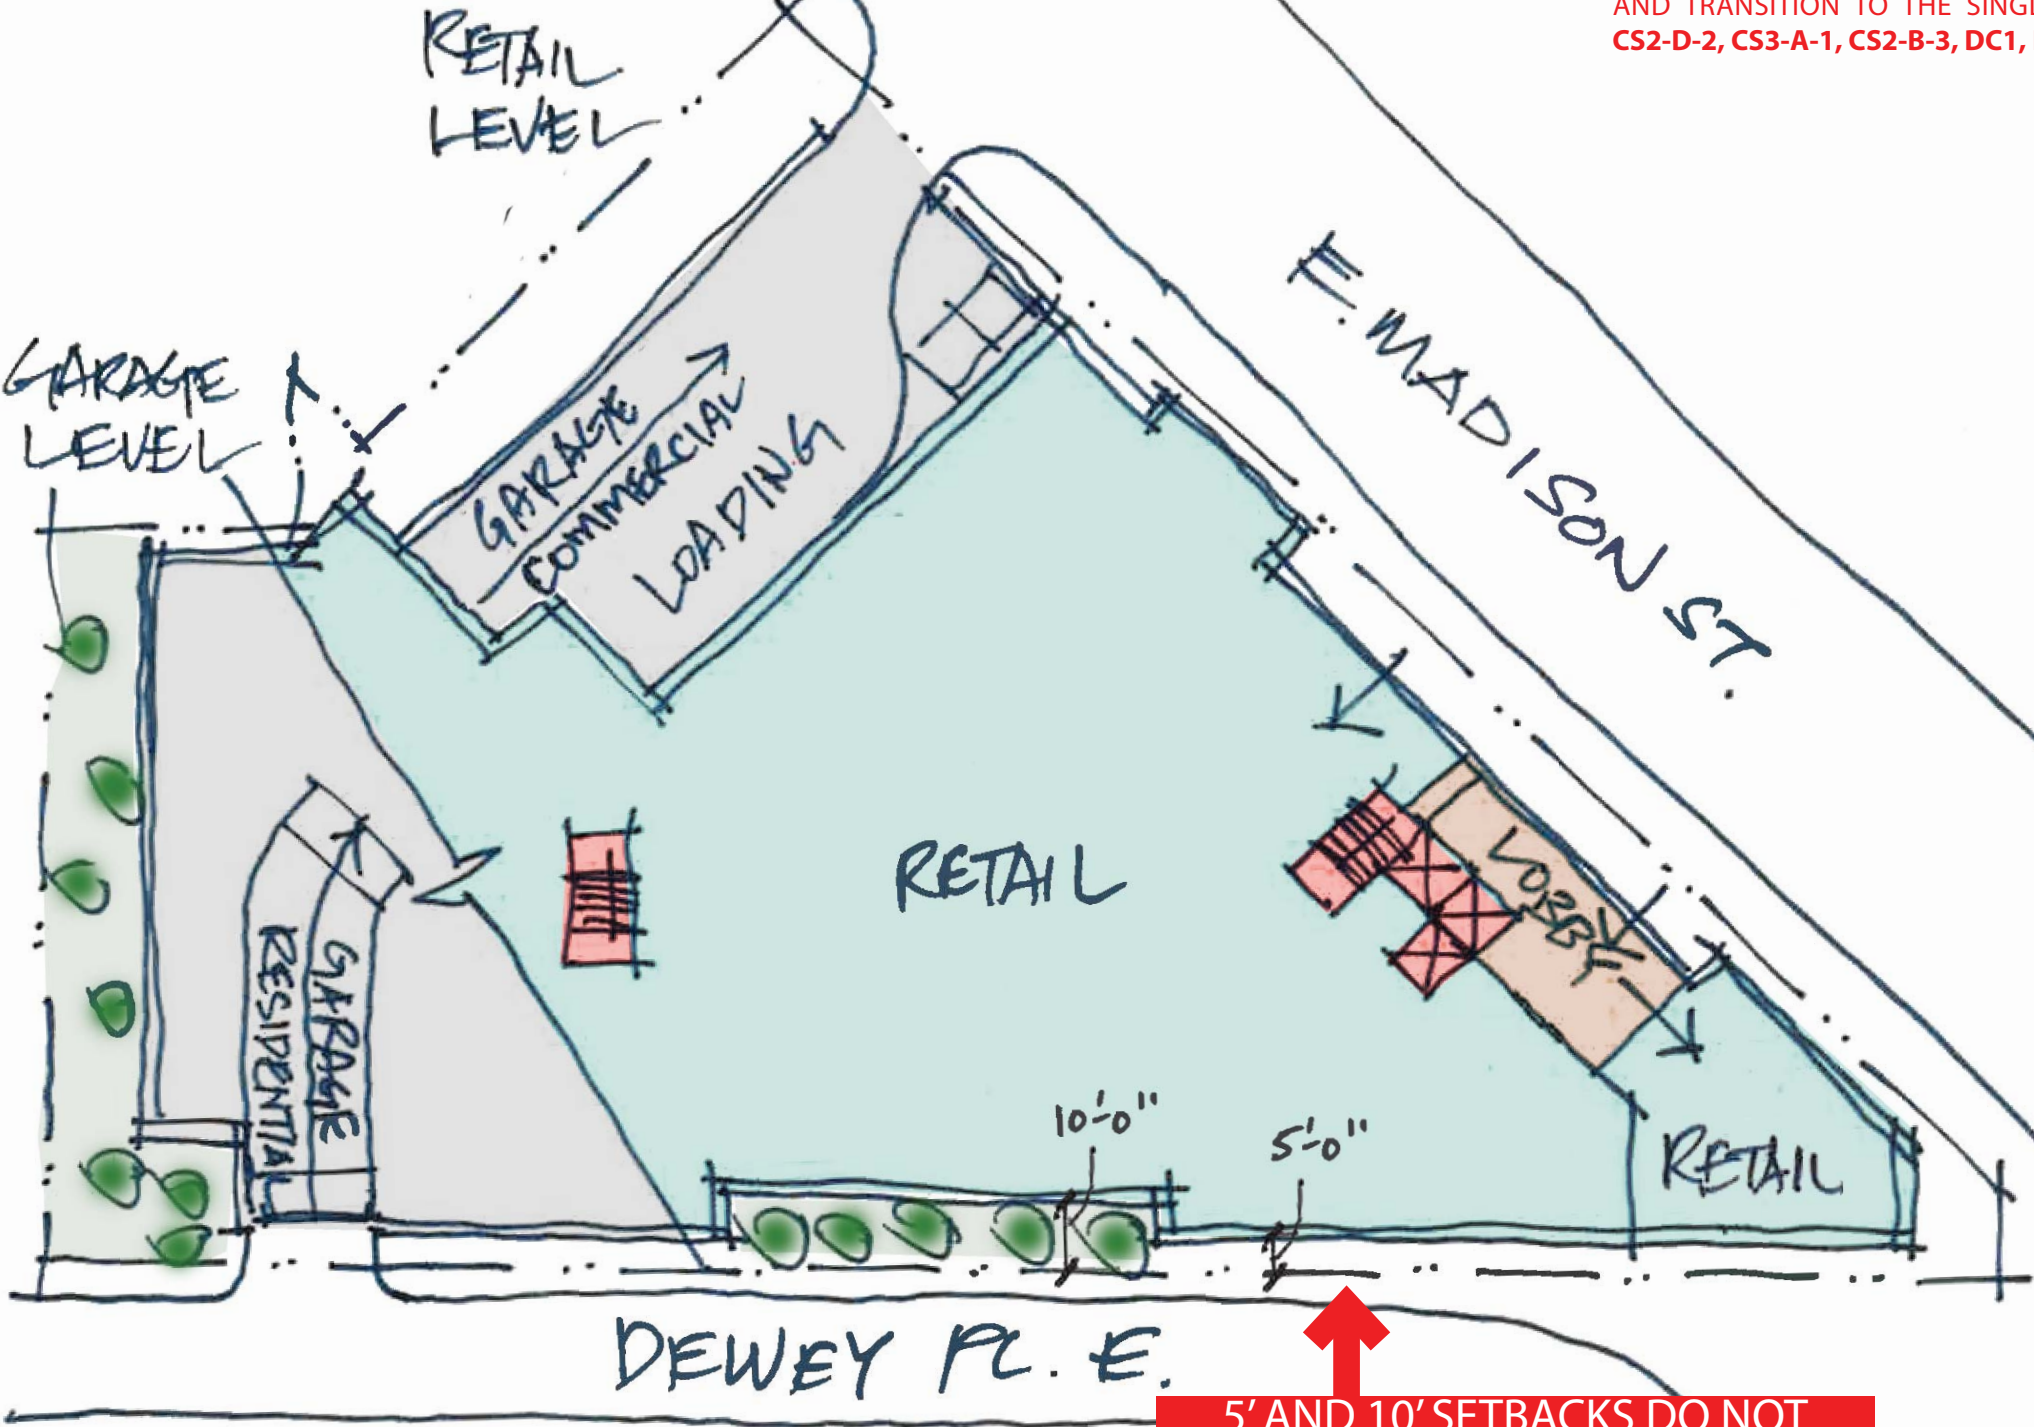 AND TRANSITION TO THE SINGL
CS2-D-2, CS3-A-1, CS2-B-3, DC1,
RETAIL
LEVEL
E. MADISON ST.
GARAGE
LEVEL
GARAGE
COMMERCIAL
LOADING
RETAIL
LOBBY
GARAGE
RESIDENTIAL
10'-0"
5'-0"
RETAIL
DEWEY PL. E.
5' AND 10' SETBACKS DO NOT